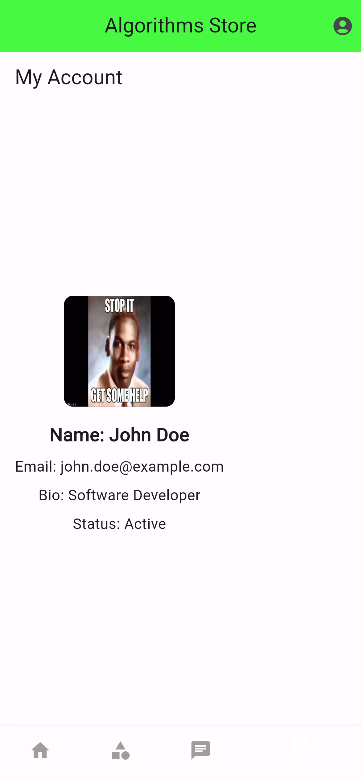 Algorithms Store
My Account
STOP IT
GET SOME HELP
Name: John Doe
Email: john.doe@example.com
Bio: Software Developer
Status: Active